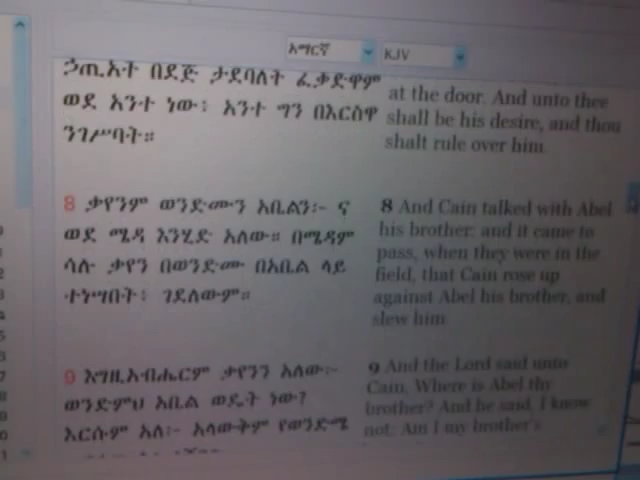 አማርኛ
KJV
ኃጢአት በደጅ ታደባለት ፈቃድዋም
ወደ አንተ ነው፤ አንተ ግን በእርስዋ
ንገሥባት።
at the door. And unto thee
shall be his desire, and thou
shalt rule over him
8 ቃየንም ወንድሙን አቤልን፦ ና
ወደ ሜዳ እንሂድ አለው። በሜዳም
ሳሉ ቃየን በወንድሙ በአቤል ላይ
ተነሣበት፤ ገደለውም።
8 And Cain talked with Abel
his brother: and it came to
pass, when they were in the
field, that Cain rose up
against Abel his brother, and
slew him
9 እግዚአብሔርም ቃየንን አለው፦
ወንድምህ አቤል ወዴት ነው?
እርሱም አለ፦ አላውቅም የወንድሜ
9 And the Lord said unto
Cain, Where is Abel thy
brother? And he said, I know
not: Am I my brother's